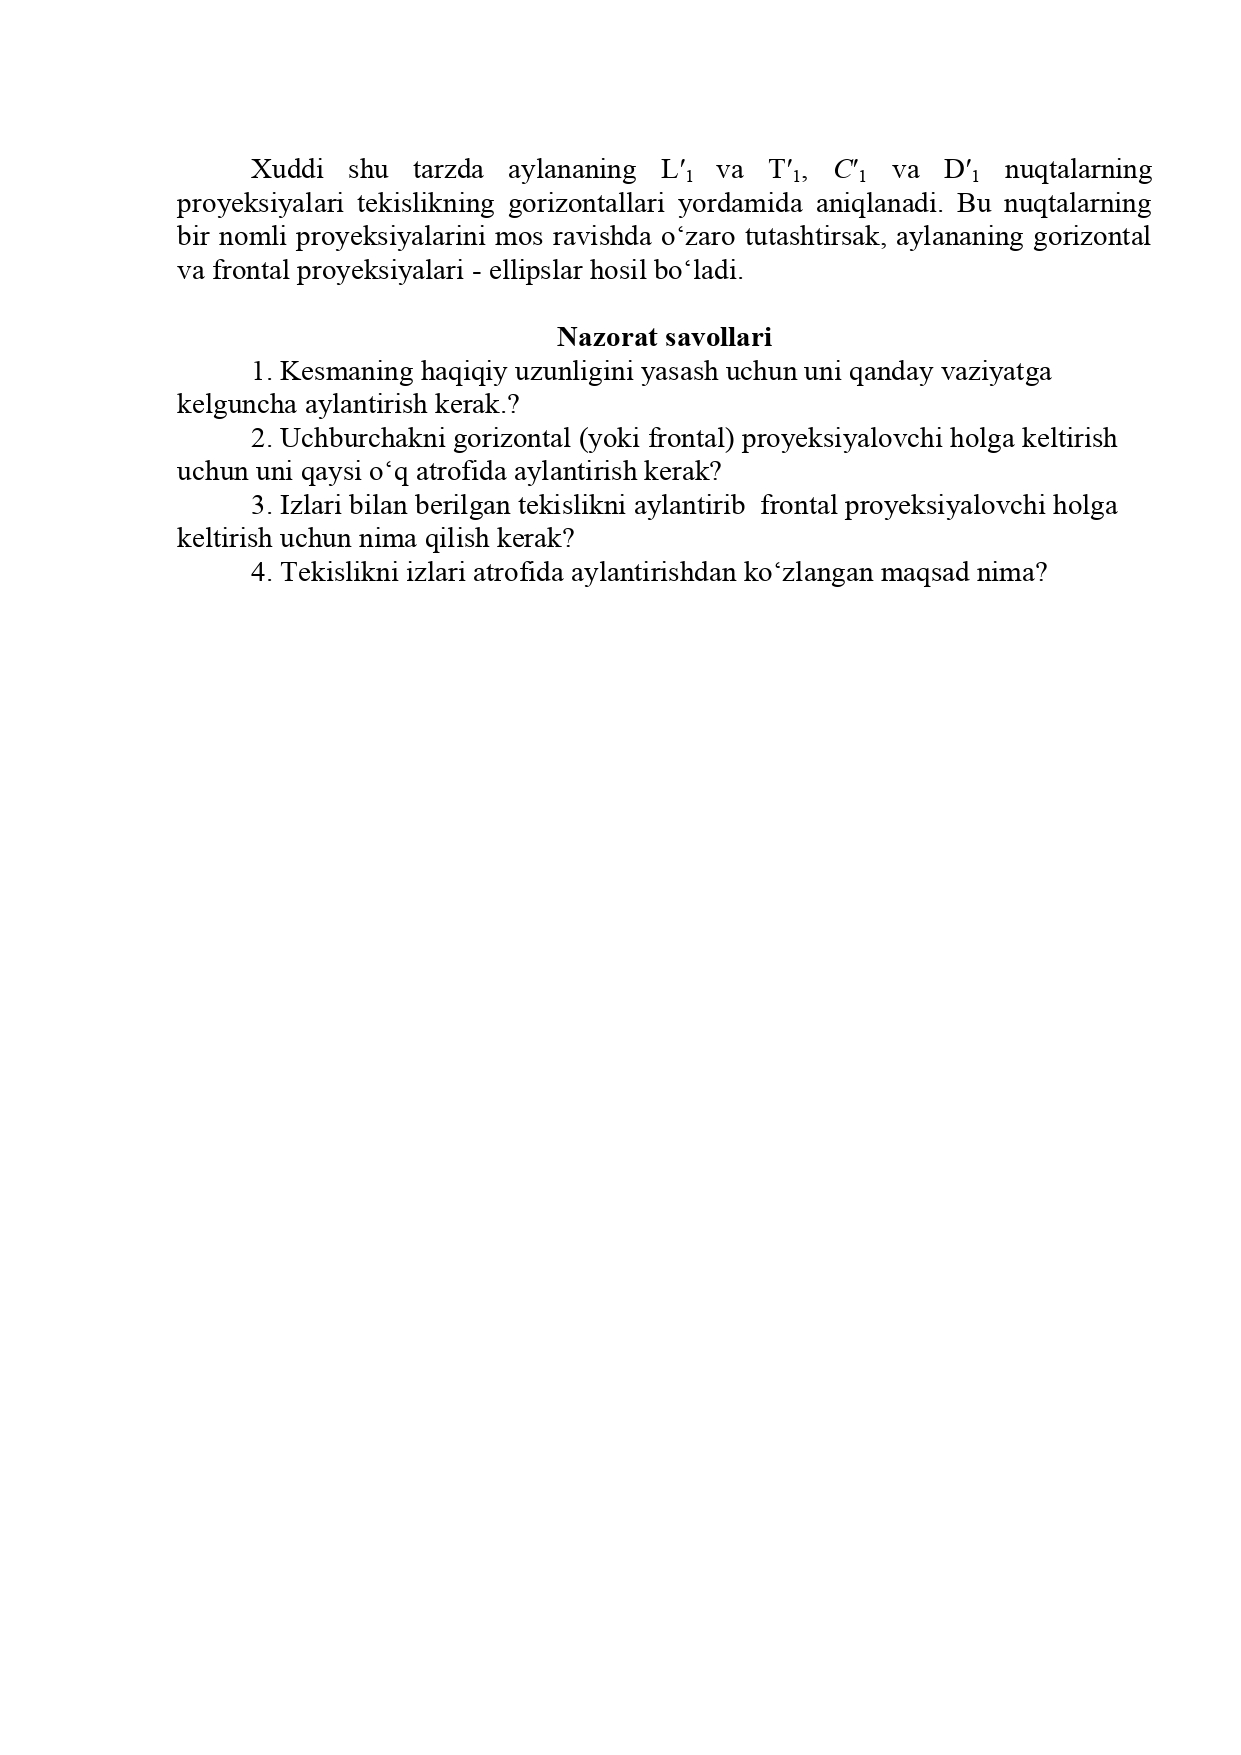 Xuddi shu tarzda aylananing L′₁ va T′₁, C′₁ va D′₁ nuqtalarning
proyeksiyalari tekislikning gorizontallari yordamida aniqlanadi. Bu nuqtalarning
bir nomli proyeksiyalarini mos ravishda o‘zaro tutashtirsak, aylananing gorizontal
va frontal proyeksiyalari - ellipslar hosil bo‘ladi.
Nazorat savollari
1. Kesmaning haqiqiy uzunligini yasash uchun uni qanday vaziyatga
kelguncha aylantirish kerak.?
2. Uchburchakni gorizontal (yoki frontal) proyeksiyalovchi holga keltirish
uchun uni qaysi o‘q atrofida aylantirish kerak?
3. Izlari bilan berilgan tekislikni aylantirib  frontal proyeksiyalovchi holga
keltirish uchun nima qilish kerak?
4. Tekislikni izlari atrofida aylantirishdan ko‘zlangan maqsad nima?